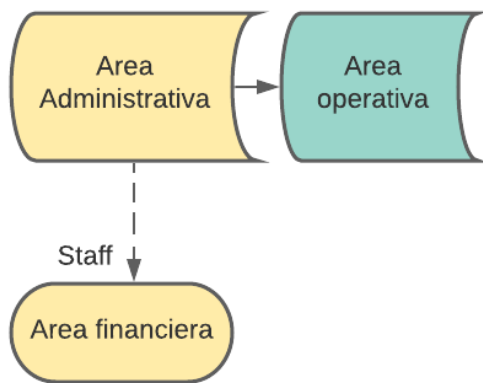 Area
Administrativa
Area
operativa
Staff
Area financiera